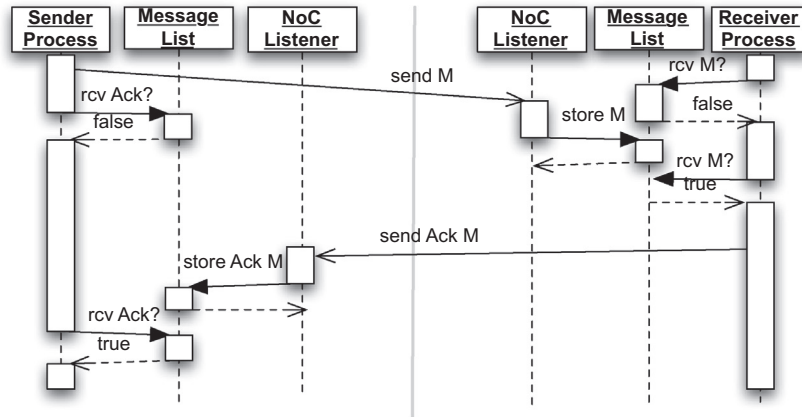 Sender
Process
Message
List
NoC
Listener
NoC
Listener
Message
List
Receiver
Process
send M
rcv M?
rcv Ack?
false
false
store M
rcv M?
true
send Ack M
store Ack M
rcv Ack?
true